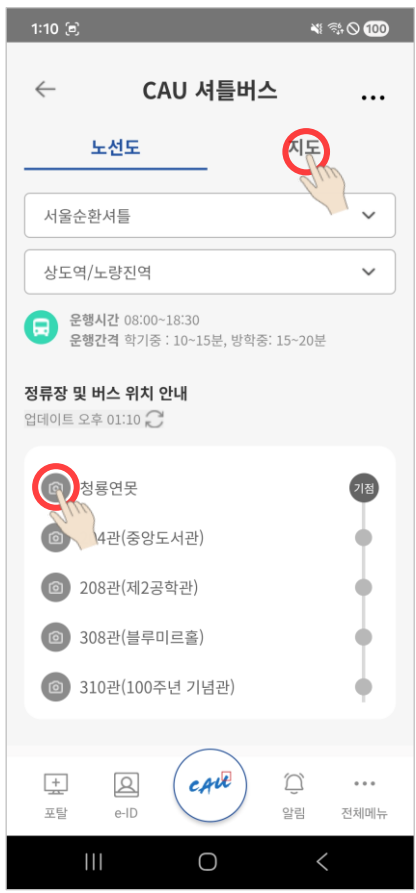 1:10
100
CAU 셔틀버스
노선도
지도
서울순환셔틀
상도역/노량진역
운행시간 08:00~18:30
운행간격 학기중 : 10~15분, 방학중: 15~20분
정류장 및 버스 위치 안내
업데이트 오후 01:10
청룡연못
기점
4관(중앙도서관)
208관(제2공학관)
308관(블루미르홀)
310관(100주년 기념관)
CAU
포탈
e-ID
알림
전체메뉴